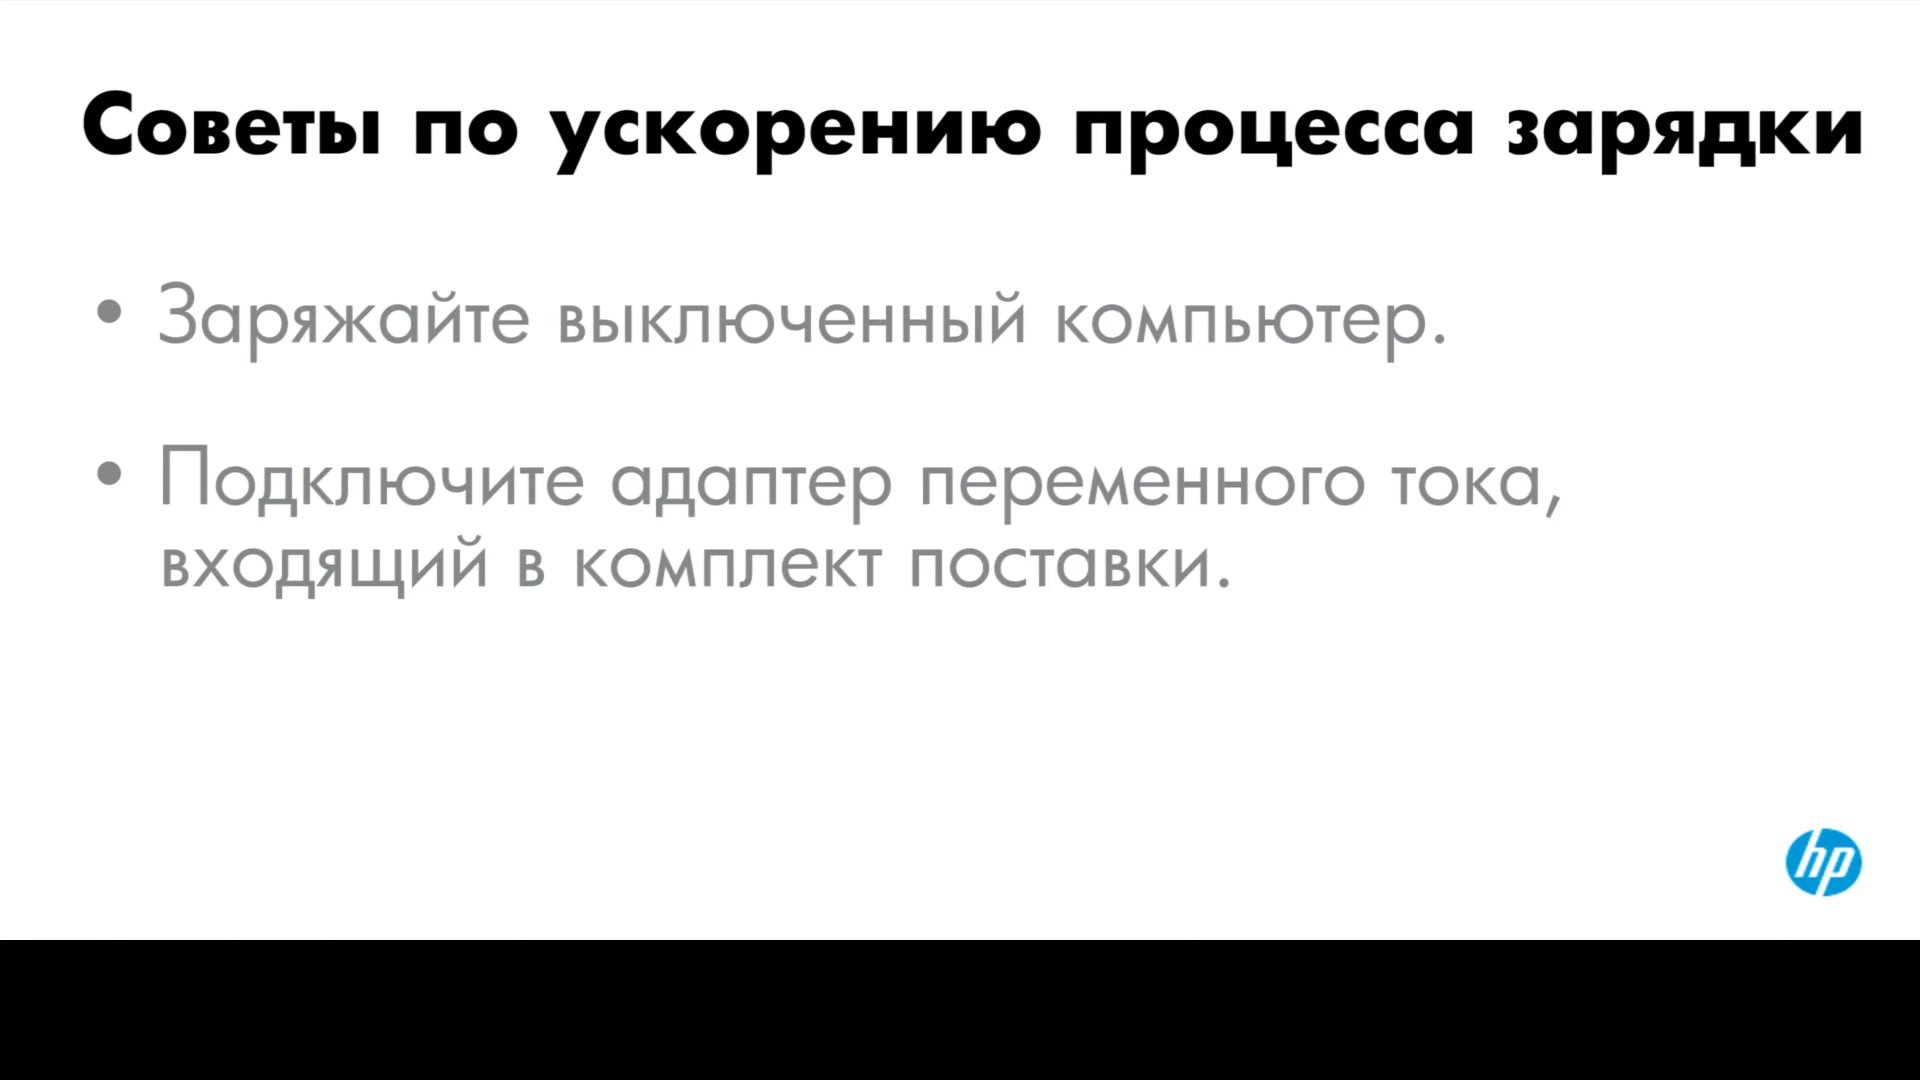 Советы по ускорению процесса зарядки
• Заряжайте выключенный компьютер.
• Подключите адаптер переменного тока,
входящий в комплект поставки.
hp